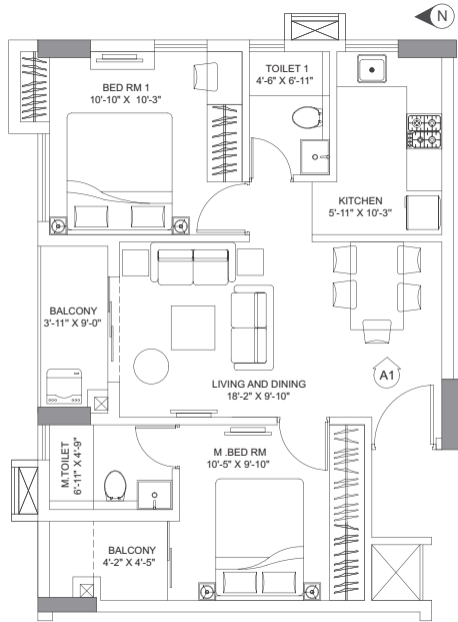 N
TOILET 1
4'-6" X 6'-11"
BED RM 1
10'-10" X 10'-3"
KITCHEN
5'-11" X 10'-3"
BALCONY
3'-11" X 9'-0"
LIVING AND DINING
18'-2" X 9'-10"
A1
M.TOILET
6'-11" X 4'-9"
M .BED RM
10'-5" X 9'-10"
BALCONY
4'-2" X 4'-5"